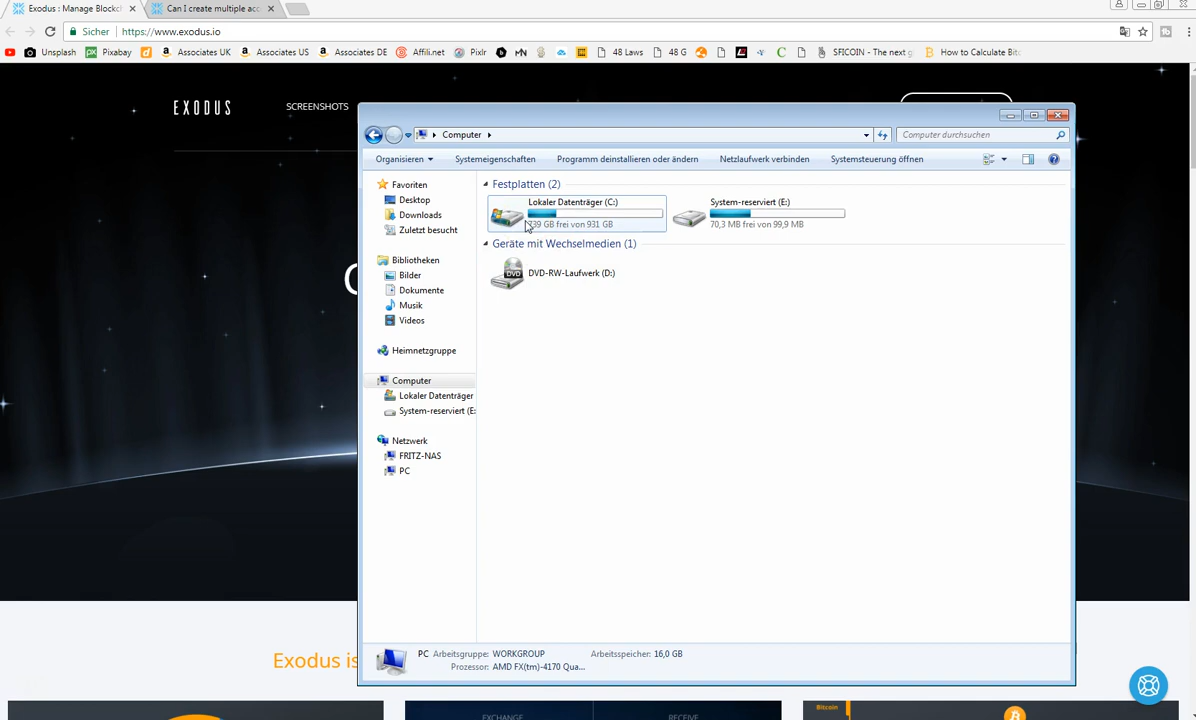 Exodus : Manage Blockch
Can I create multiple acc
Sicher
https://www.exodus.io
Unsplash
Pixabay
Associates UK
Associates US
Associates DE
Affili.net
Pixlr
48 Laws
48 G
SFICOIN - The next g
How to Calculate Bit
EXODUS
SCREENSHOTS
Computer
Computer durchsuchen
Organisieren
Systemeigenschaften
Programm deinstallieren oder ändern
Netzlaufwerk verbinden
Systemsteuerung öffnen
Favoriten
Desktop
Downloads
Zuletzt besucht
Bibliotheken
Bilder
Dokumente
Musik
Videos
Heimnetzgruppe
Computer
Lokaler Datenträger
System-reserviert (E:
Netzwerk
FRITZ-NAS
PC
Festplatten (2)
Lokaler Datenträger (C:)
739 GB frei von 931 GB
System-reserviert (E:)
70,3 MB frei von 99,9 MB
Geräte mit Wechselmedien (1)
DVD
DVD-RW-Laufwerk (D:)
PC Arbeitsgruppe: WORKGROUP
Arbeitsspeicher: 16,0 GB
Prozessor: AMD FX(tm)-4170 Qua...
Exodus is
EXCHANGE
RECEIVE
Bitcoin